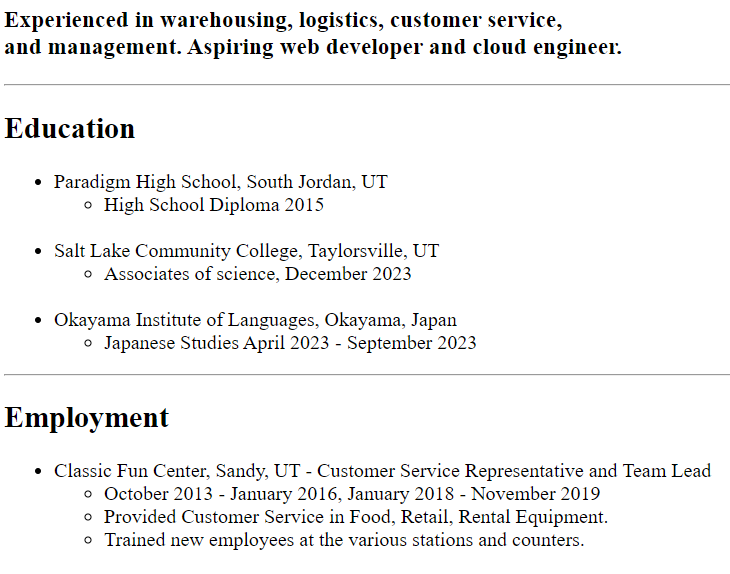 Experienced in warehousing, logistics, customer service,
and management. Aspiring web developer and cloud engineer.
Education
Paradigm High School, South Jordan, UT
High School Diploma 2015
Salt Lake Community College, Taylorsville, UT
Associates of science, December 2023
Okayama Institute of Languages, Okayama, Japan
Japanese Studies April 2023 - September 2023
Employment
Classic Fun Center, Sandy, UT - Customer Service Representative and Team Lead
October 2013 - January 2016, January 2018 - November 2019
Provided Customer Service in Food, Retail, Rental Equipment.
Trained new employees at the various stations and counters.